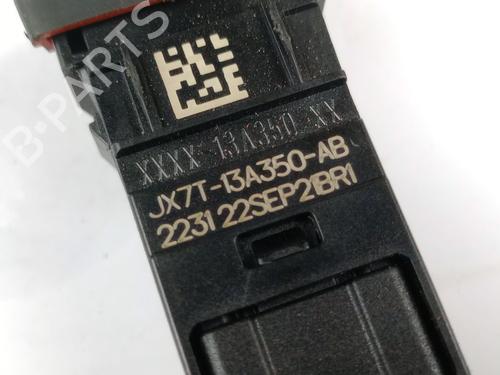 B-PARTS
XXXX 13A350 XX
JX7T-13A350-AB
2231 22SEP21BR1